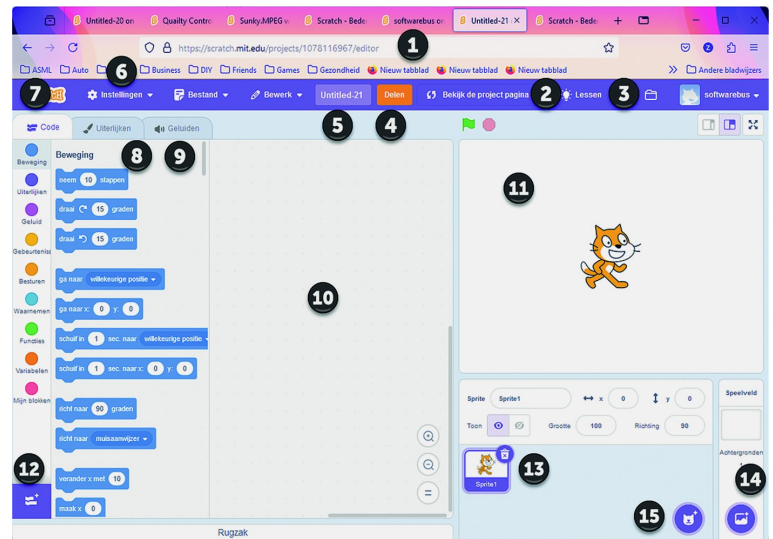 Untitled-20 on
Quailty Contro
Sunky.MPEG v
Scratch - Bede
softwarebus on
Untitled-21
Scratch - Bede
https://scratch.mit.edu/projects/1078116967/editor
1
ASML Auto Business DIY Friends Games Gezondheid Nieuw tabblad Nieuw tabblad Nieuw tabblad Andere bladwijzers
6
7 Instellingen Bestand Bewerk Untitled-21 Delen Bekijk de project pagina 2 Lessen 3 softwarebus
Code Uiterlijken Geluiden 5 4
8 9
Beweging
Uiterlijken
Geluid
Gebeurteniss
Besturen
Waarnemen
Functies
Variabelen
Mijn blokken
12
Beweging
neem 10 stappen
draai 15 graden
draai 15 graden
ga naar willekeurige positie
ga naar x: 0 y: 0
schuif in 1 sec. naar willekeurige positie
schuif in 1 sec. naar x: 0 y: 0
richt naar 90 graden
richt naar muisaanwijzer
verander x met 10
maak x 0
10
11
Sprite Sprite1 x 0 y 0
Toon Grootte 100 Richting 90
Sprite1
13
15
Speelveld
Achtergronden
14
Rugzak